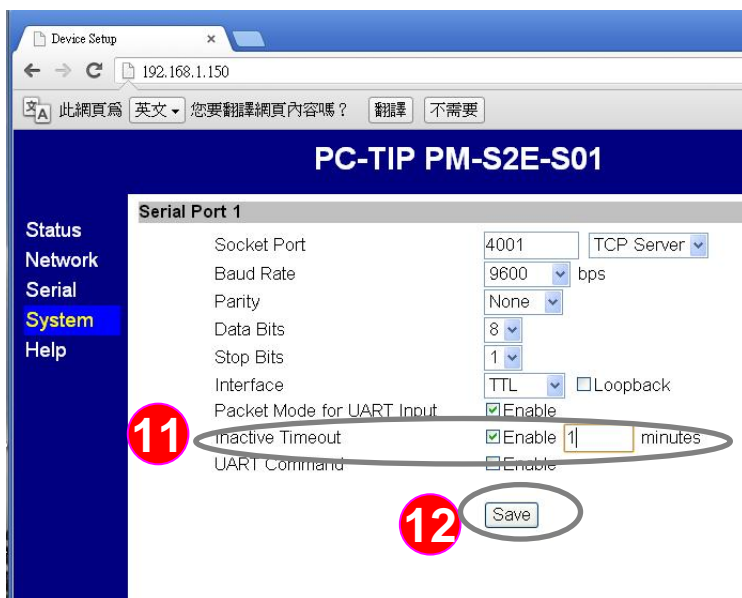 Device Setup ×
192.168.1.150
此網頁為 英文 您要翻譯網頁內容嗎? 翻譯 不需要
PC-TIP PM-S2E-S01
Status
Network
Serial
System
Help
Serial Port 1
Socket Port 4001 TCP Server
Baud Rate 9600 bps
Parity None
Data Bits 8
Stop Bits 1
Interface TTL Loopback
Packet Mode for UART Input Enable
11 Inactive Timeout Enable 1 minutes
UART Command Enable
12 Save